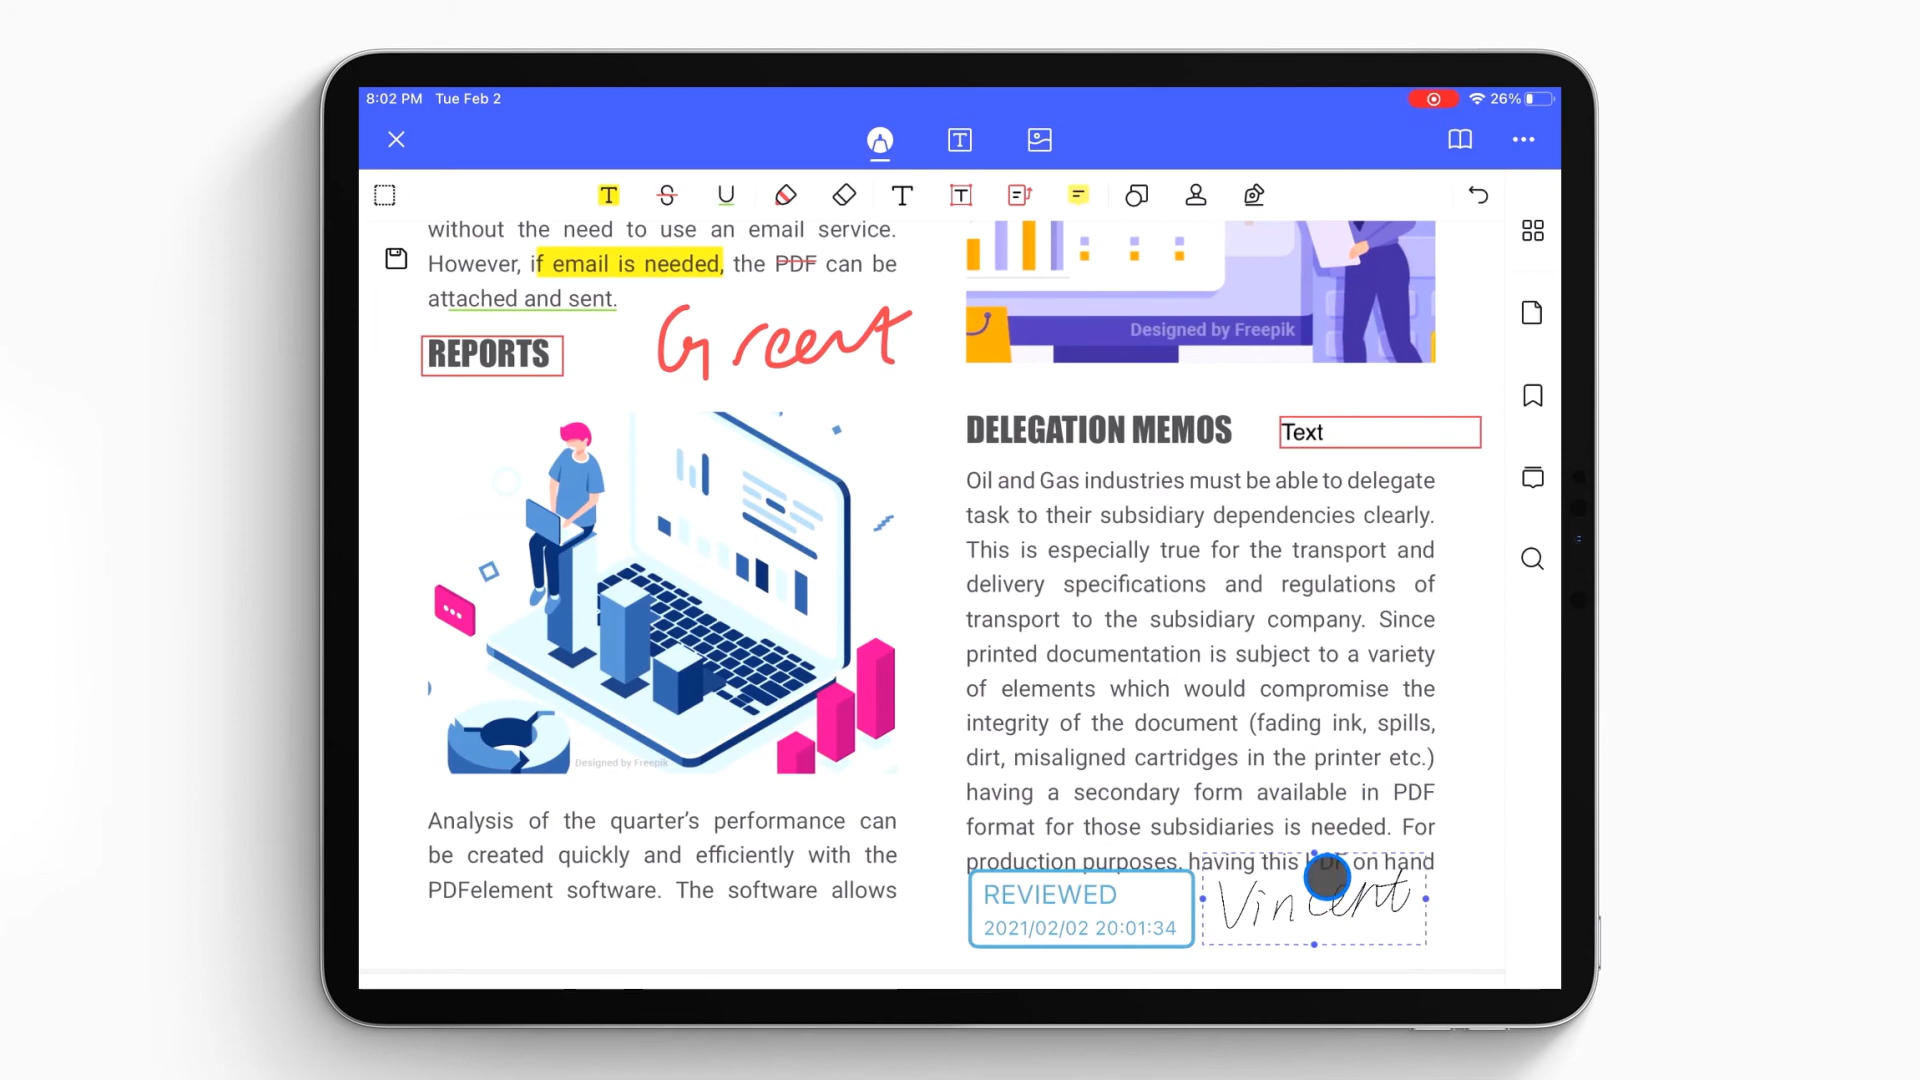 8:02 PM Tue Feb 2
26%
without the need to use an email service.
However, if email is needed, the PDF can be
attached and sent.
Great
REPORTS
Designed by Freepik
Analysis of the quarter's performance can
be created quickly and efficiently with the
PDFelement software. The software allows
Designed by Freepik
DELEGATION MEMOS
Text
Oil and Gas industries must be able to delegate
task to their subsidiary dependencies clearly.
This is especially true for the transport and
delivery specifications and regulations of
transport to the subsidiary company. Since
printed documentation is subject to a variety
of elements which would compromise the
integrity of the document (fading ink, spills,
dirt, misaligned cartridges in the printer etc.)
having a secondary form available in PDF
format for those subsidiaries is needed. For
production purposes, having this PDF on hand
REVIEWED
2021/02/02 20:01:34
Vincent